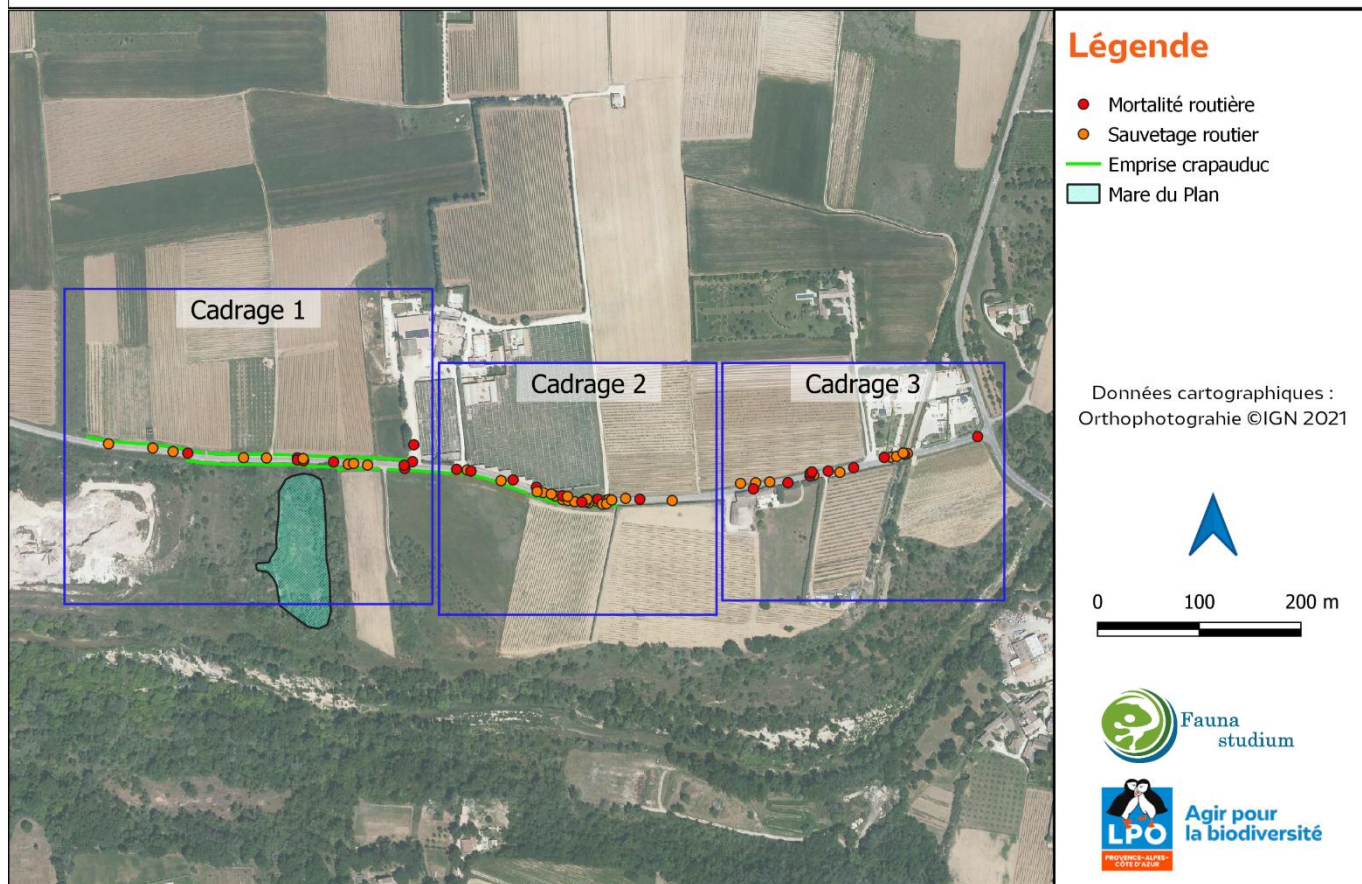 Cadrage 1
Cadrage 2
Cadrage 3
Légende
Mortalité routière
Sauvetage routier
Emprise crapauduc
Mare du Plan
Données cartographiques :
Orthophotograhie ©IGN 2021
0 100 200 m
Fauna
studium
LPO
PROVENCE-ALPES-
CÔTE D'AZUR
Agir pour
la biodiversité